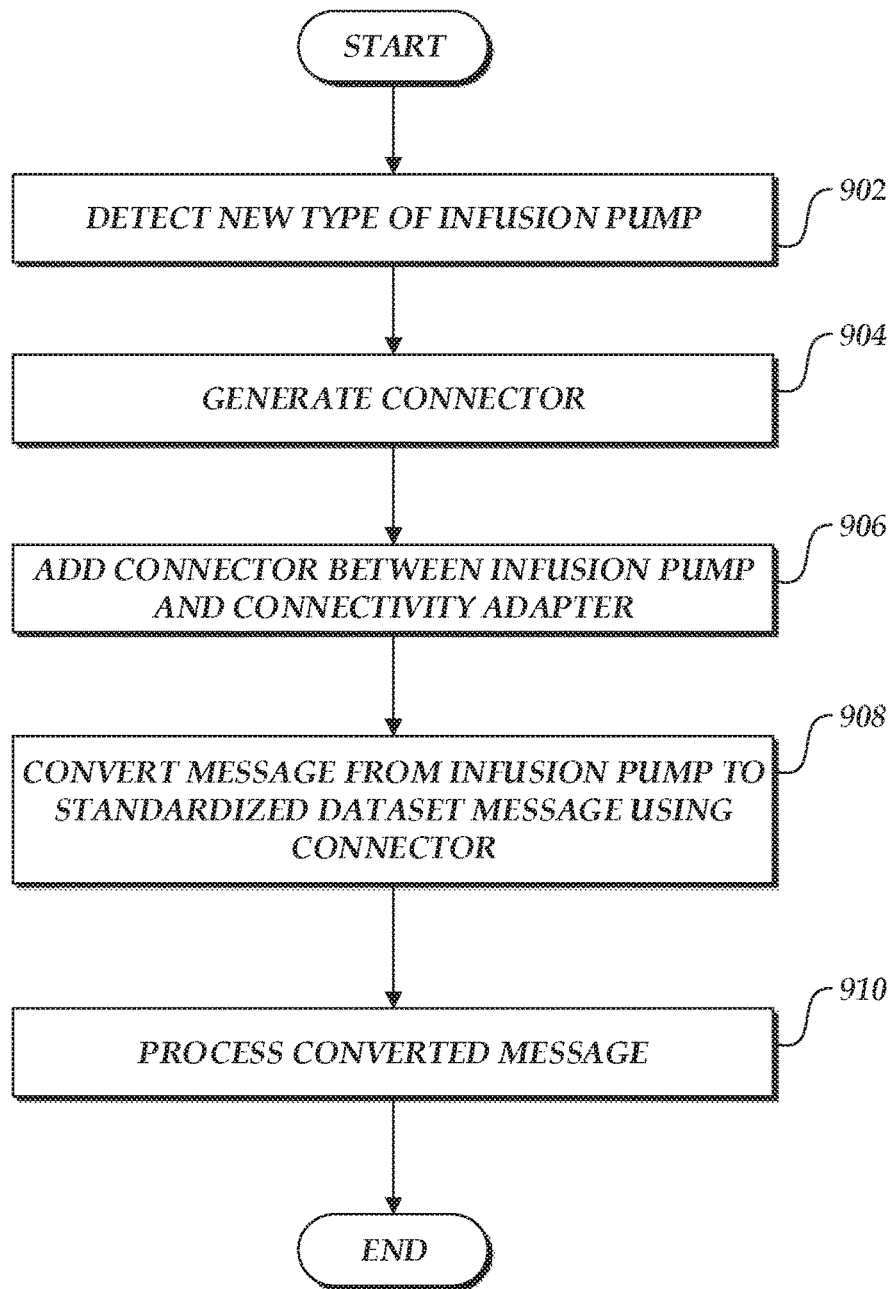 START
DETECT NEW TYPE OF INFUSION PUMP
902
GENERATE CONNECTOR
904
ADD CONNECTOR BETWEEN INFUSION PUMP
AND CONNECTIVITY ADAPTER
906
CONVERT MESSAGE FROM INFUSION PUMP TO
STANDARDIZED DATASET MESSAGE USING
CONNECTOR
908
PROCESS CONVERTED MESSAGE
910
END